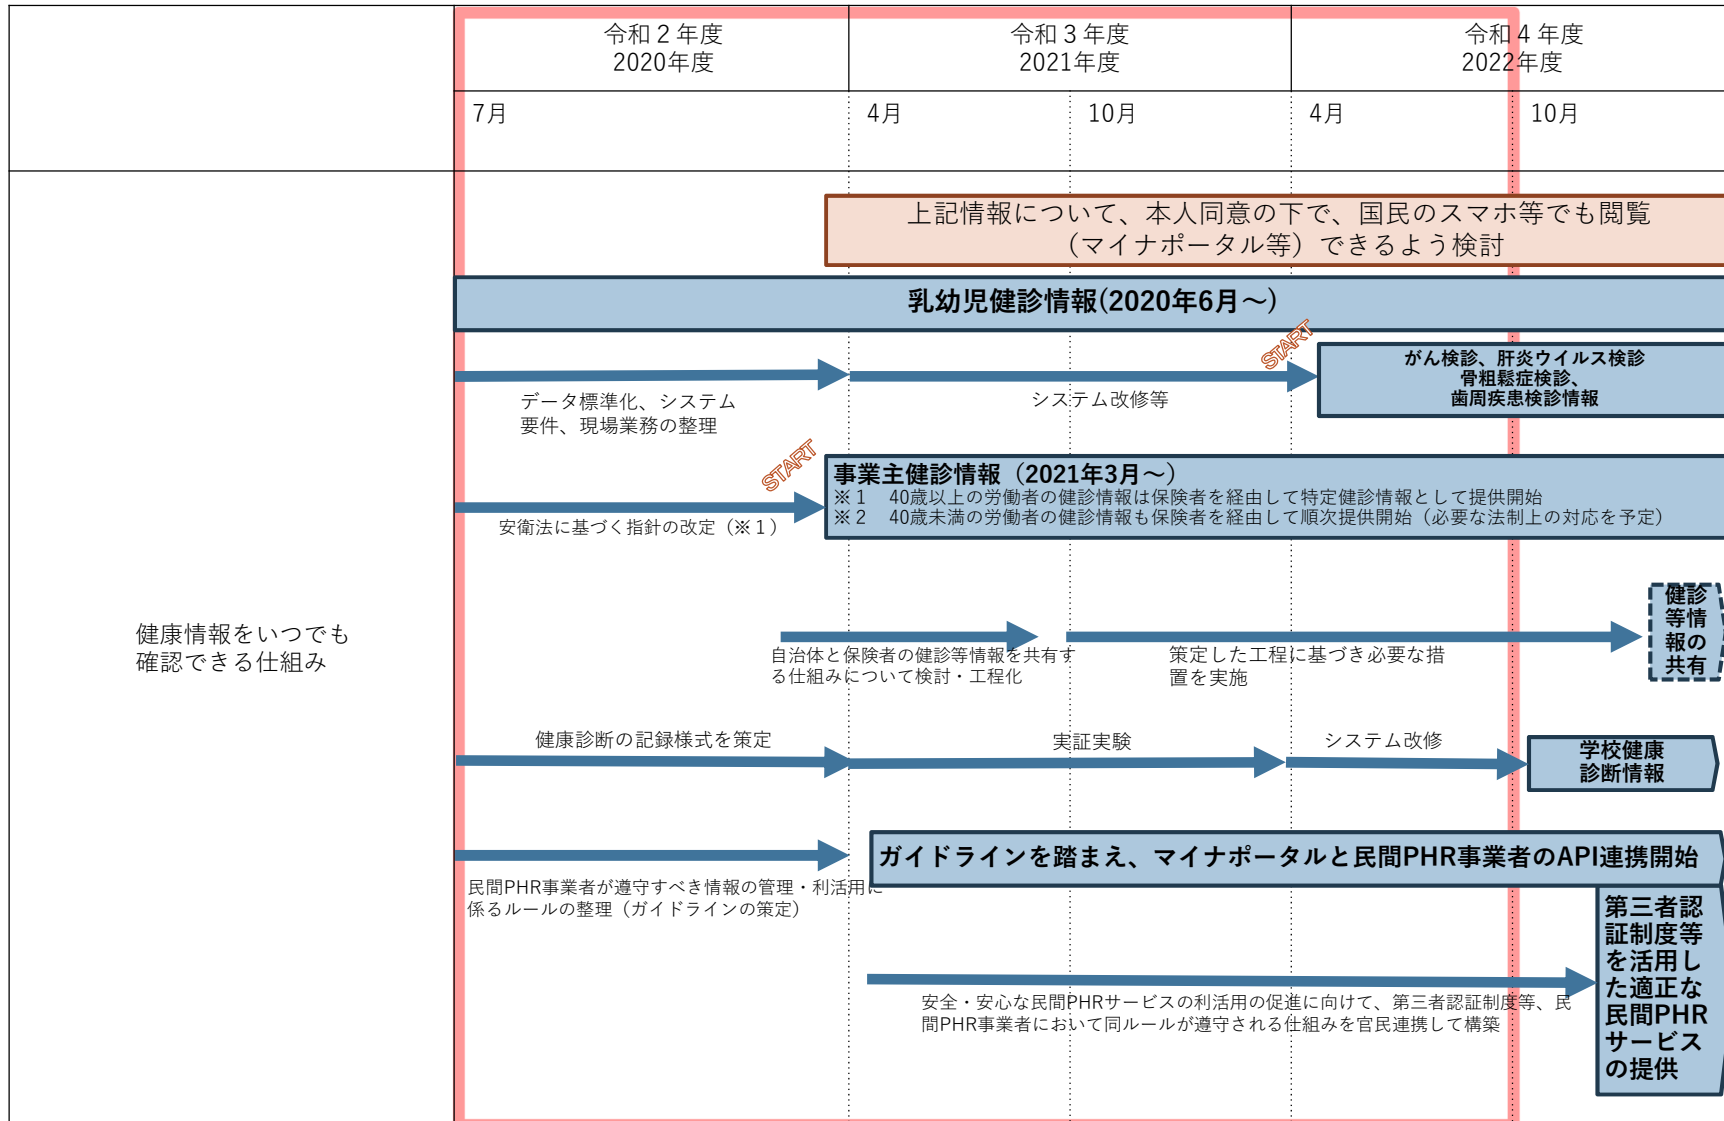 令和２年度
2020年度
令和３年度
2021年度
令和４年度
2022年度
7月
4月
10月
4月
10月
上記情報について、本人同意の下で、国民のスマホ等でも閲覧
（マイナポータル等）できるよう検討
乳幼児健診情報(2020年6月～)
START
データ標準化、システム
要件、現場業務の整理
システム改修等
がん検診、肝炎ウイルス検診
骨粗鬆症検診、
歯周疾患検診情報
START
安衛法に基づく指針の改定（※１）
事業主健診情報（2021年3月～）
※１　40歳以上の労働者の健診情報は保険者を経由して特定健診情報として提供開始
※２　40歳未満の労働者の健診情報も保険者を経由して順次提供開始（必要な法制上の対応を予定）
健康情報をいつでも
確認できる仕組み
自治体と保険者の健診等情報を共有す
る仕組みについて検討・工程化
策定した工程に基づき必要な措
置を実施
健診
等情
報の
共有
健康診断の記録様式を策定
実証実験
システム改修
学校健康
診断情報
民間PHR事業者が遵守すべき情報の管理・利活用に
係るルールの整理（ガイドラインの策定）
ガイドラインを踏まえ、マイナポータルと民間PHR事業者のAPI連携開始
安全・安心な民間PHRサービスの利活用の促進に向けて、第三者認証制度等、民
間PHR事業者において同ルールが遵守される仕組みを官民連携して構築
第三者認
証制度等
を活用し
た適正な
民間PHR
サービス
の提供